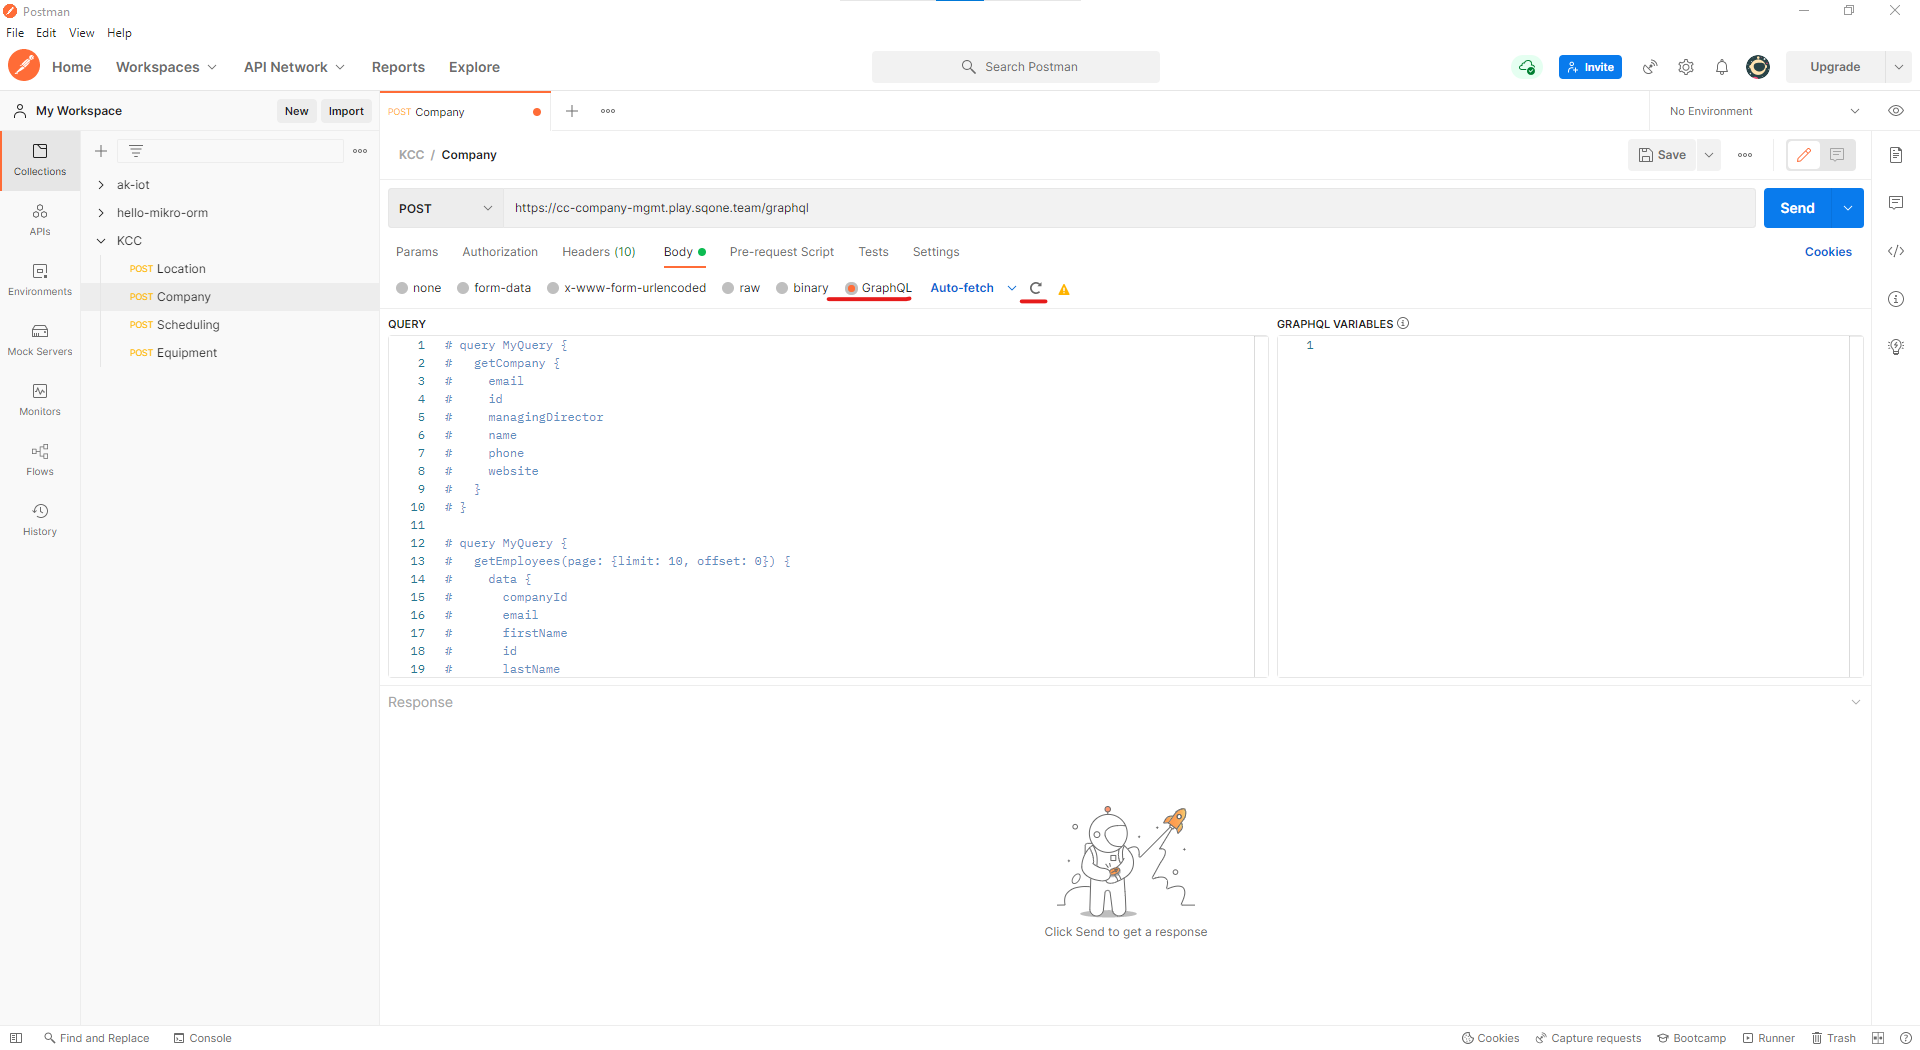 Postman
File Edit View Help
Home Workspaces API Network Reports Explore
Search Postman
Invite
Upgrade
My Workspace
New
Import
POST Company
No Environment
Collections
APIs
Environments
Mock Servers
Monitors
Flows
History
ak-iot
hello-mikro-orm
KCC
POST Location
POST Company
POST Scheduling
POST Equipment
KCC / Company
Save
POST
https://cc-company-mgmt.play.sqone.team/graphql
Send
Params Authorization Headers (10) Body Pre-request Script Tests Settings
Cookies
none form-data x-www-form-urlencoded raw binary GraphQL Auto-fetch
QUERY
1 # query MyQuery {
2 # getCompany {
3 # email
4 # id
5 # managingDirector
6 # name
7 # phone
8 # website
9 # }
10 # }
11
12 # query MyQuery {
13 # getEmployees(page: {limit: 10, offset: 0}) {
14 # data {
15 # companyId
16 # email
17 # firstName
18 # id
19 # lastName
GRAPHQL VARIABLES
1
Response
Click Send to get a response
Find and Replace
Console
Cookies
Capture requests
Bootcamp
Runner
Trash